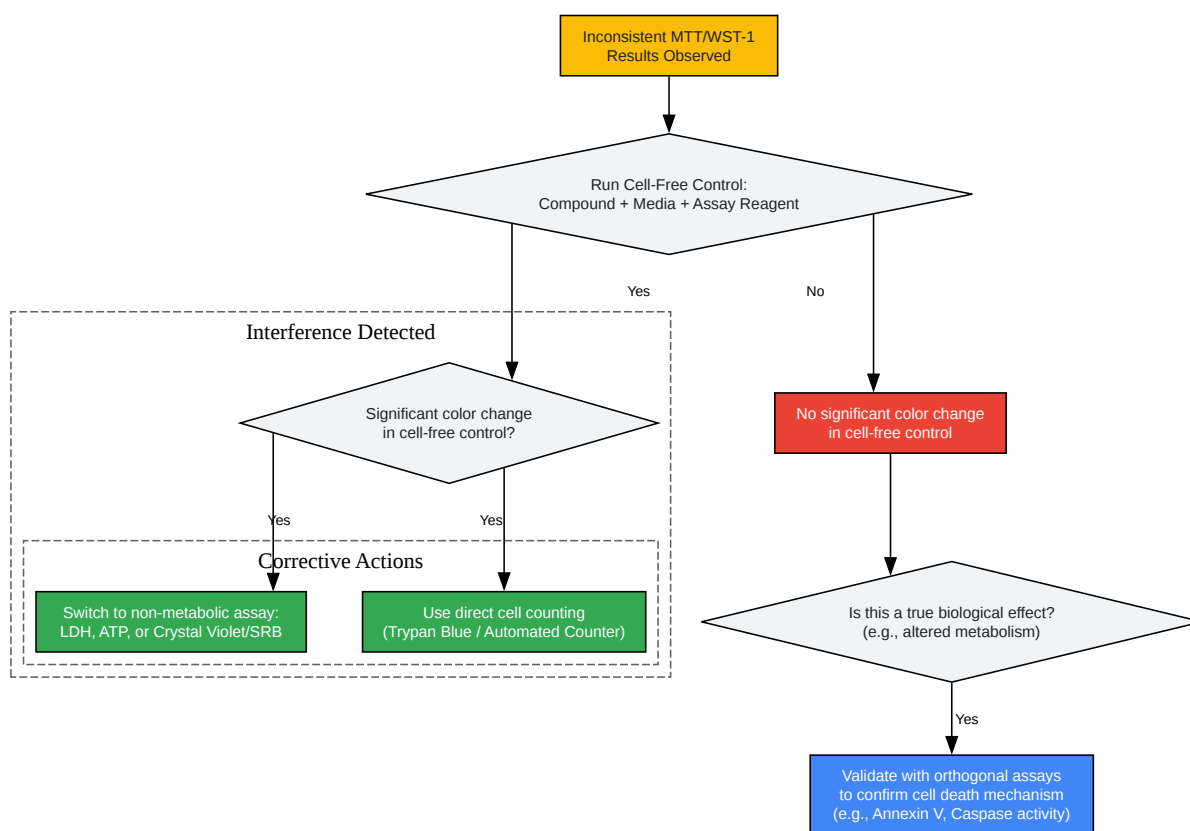 Inconsistent MTT/WST-1
Results Observed
Run Cell-Free Control:
Compound + Media + Assay Reagent
Yes
No
Interference Detected
Significant color change
in cell-free control?
No significant color change
in cell-free control
Yes
Yes
Corrective Actions
Switch to non-metabolic assay:
LDH, ATP, or Crystal Violet/SRB
Use direct cell counting
(Trypan Blue / Automated Counter)
Is this a true biological effect?
(e.g., altered metabolism)
Yes
Validate with orthogonal assays
to confirm cell death mechanism
(e.g., Annexin V, Caspase activity)